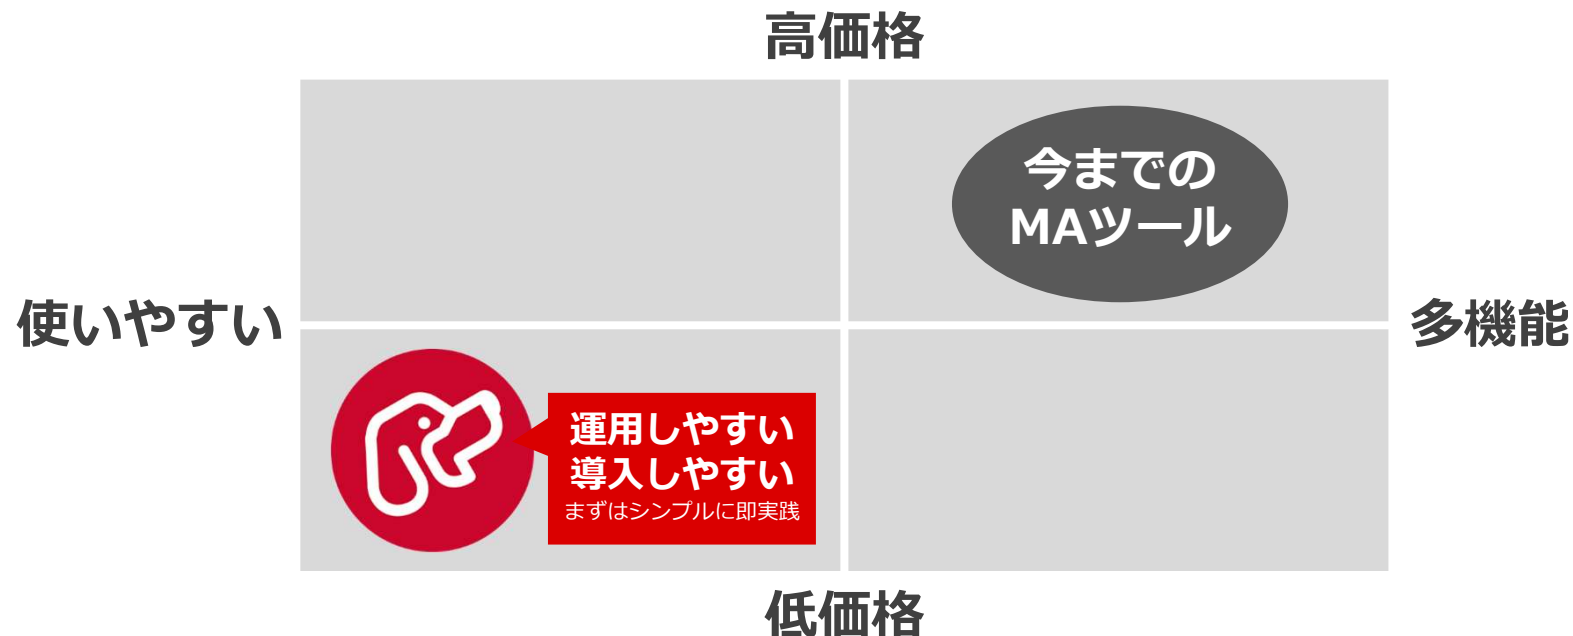 高価格
今までの
MAツール
使いやすい
多機能
運用しやすい
導入しやすい
まずはシンプルに即実践
低価格